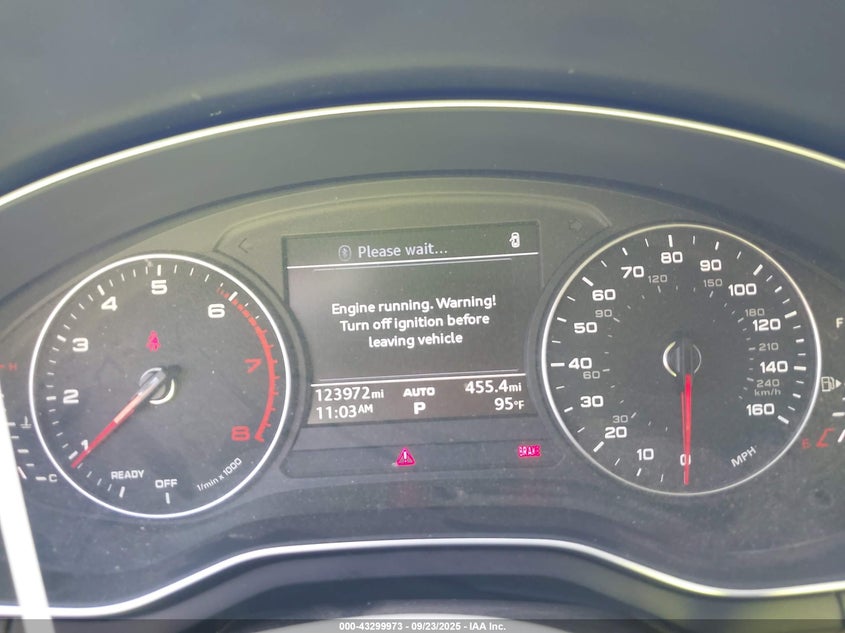 Please wait...
Engine running. Warning!
Turn off ignition before
leaving vehicle
123972mi AUTO 455.4mi
11:03AM P 95°F
1 2 3 4 5 6 7 8
READY OFF
1/min x 1000
H
C
BRAKE
0 10 20 30 40 50 60 70 80 90 100 120 140 160
30 60 90 120 150 180 210 240
km/h
MPH
F
000-43299973 - 09/23/2025 - IAA Inc.